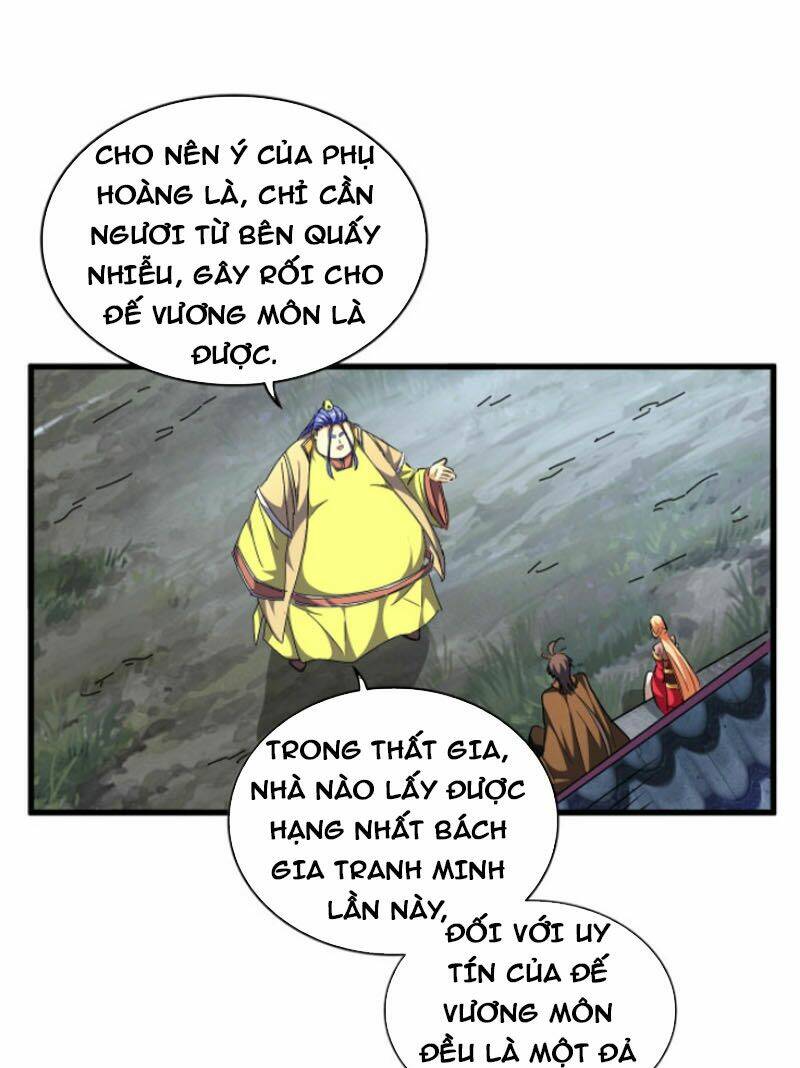 CHO NÊN Ý CỦA PHỤ
HOÀNG LÀ, CHỈ CẦN
NGƯƠI TỪ BÊN QUẤY
NHIỄU, GÂY RỐI CHO
ĐẾ VƯƠNG MÔN LÀ
ĐƯỢC.
TRONG THẤT GIA,
NHÀ NÀO LẤY ĐƯỢC
HẠNG NHẤT BÁCH
GIA TRANH MINH
LẦN NÀY,
ĐỐI VỚI UY
TÍN CỦA ĐẾ
VƯƠNG MÔN
ĐỀU LÀ MỘT ĐẢ